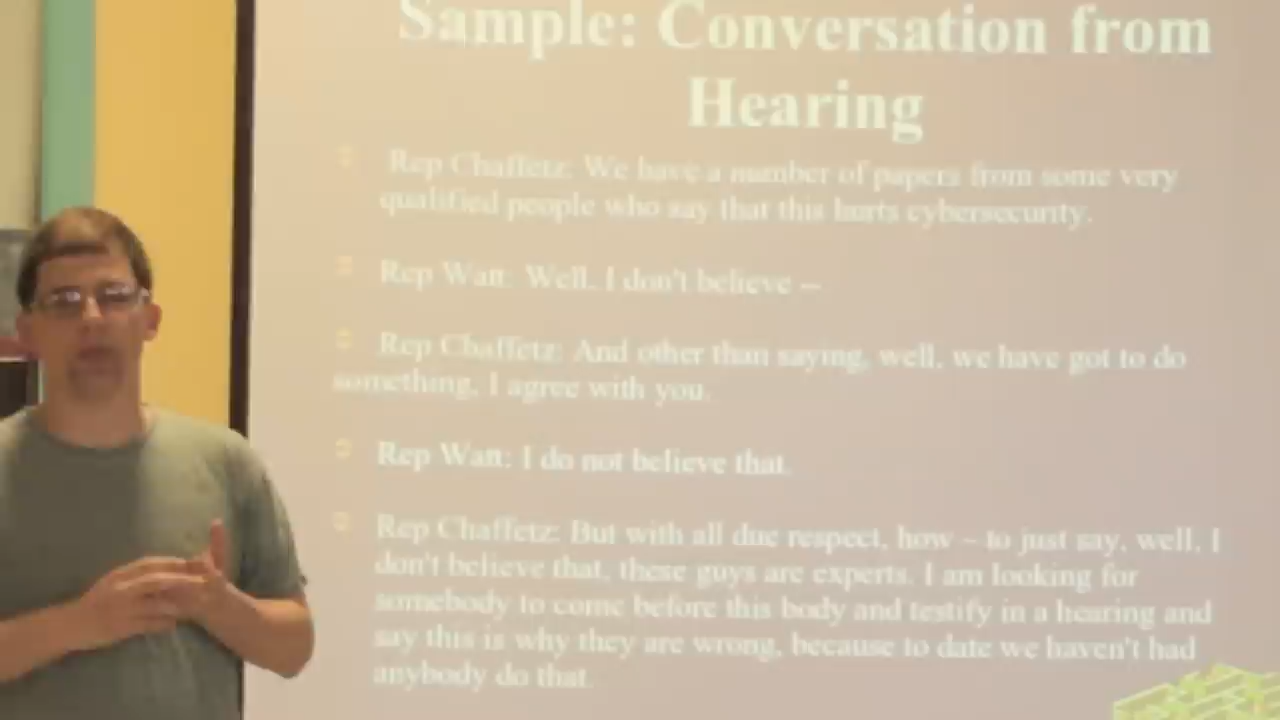 Sample: Conversation from
Hearing
Rep Chaffetz: We have a number of papers from some very
qualified people who say that this hurts cybersecurity.
Rep Watt: Well, I don't believe --
Rep Chaffetz: And other than saying, well, we have got to do
something, I agree with you.
Rep Watt: I do not believe that.
Rep Chaffetz: But with all due respect, how – to just say, well, I
don't believe that, these guys are experts. I am looking for
somebody to come before this body and testify in a hearing and
say this is why they are wrong, because to date we haven't had
anybody do that.